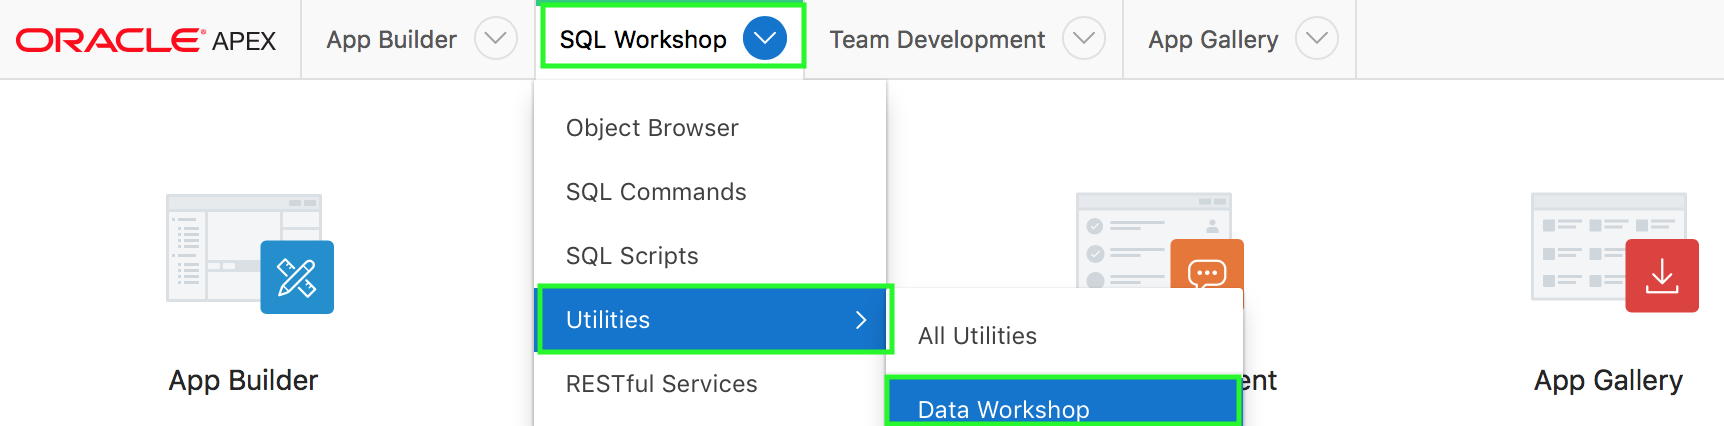 ORACLE® APEX App Builder SQL Workshop Team Development App Gallery
Object Browser
SQL Commands
SQL Scripts
Utilities
All Utilities
RESTful Services
Data Workshop
App Builder
ent
App Gallery